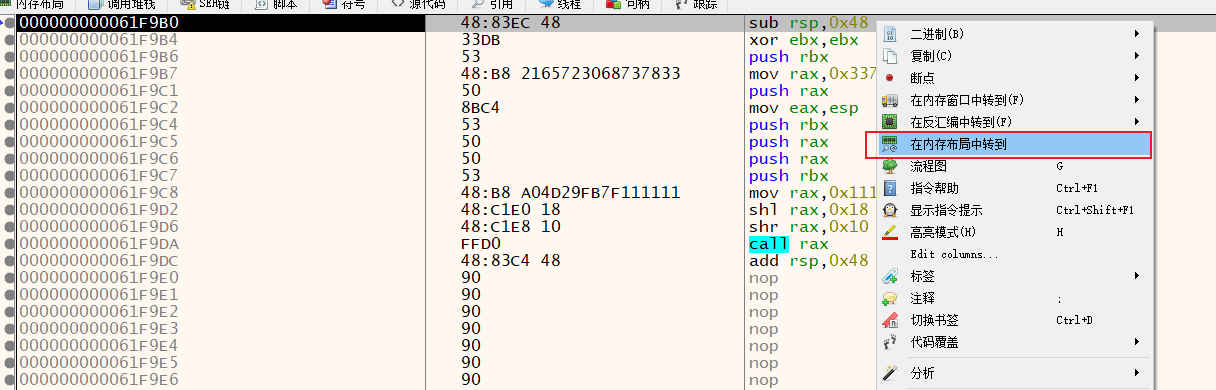 内存布局 调用堆栈 SEH链 脚本 符号 源代码 引用 线程 句柄 跟踪
000000000061F9B0 48:83EC 48 sub rsp,0x48
000000000061F9B4 33DB xor ebx,ebx
000000000061F9B6 53 push rbx
000000000061F9B7 48:B8 2165723068737833 mov rax,0x337
000000000061F9C1 50 push rax
000000000061F9C2 8BC4 mov eax,esp
000000000061F9C4 53 push rbx
000000000061F9C5 50 push rax
000000000061F9C6 50 push rax
000000000061F9C7 53 push rbx
000000000061F9C8 48:B8 A04D29FB7F111111 mov rax,0x111
000000000061F9D2 48:C1E0 18 shl rax,0x18
000000000061F9D6 48:C1E8 10 shr rax,0x10
000000000061F9DA FFD0 call rax
000000000061F9DC 48:83C4 48 add rsp,0x48
000000000061F9E0 90 nop
000000000061F9E1 90 nop
000000000061F9E2 90 nop
000000000061F9E3 90 nop
000000000061F9E4 90 nop
000000000061F9E5 90 nop
000000000061F9E6 90 nop
二进制(B)
复制(C)
断点
在内存窗口中转到(F)
在反汇编中转到(F)
在内存布局中转到
流程图 G
指令帮助 Ctrl+F1
显示指令提示 Ctrl+Shift+F1
高亮模式(H) H
Edit columns...
标签
注释 ;
切换书签 Ctrl+D
代码覆盖
分析